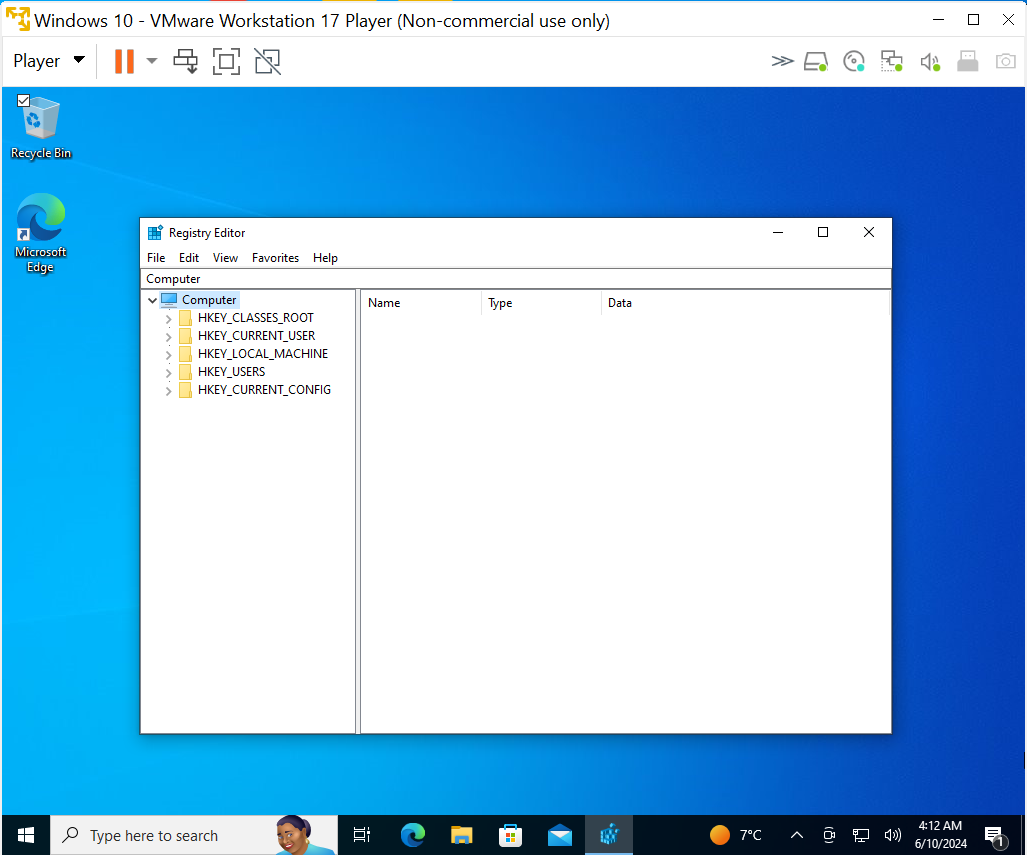 Windows 10 - VMware Workstation 17 Player (Non-commercial use only)
Player
Recycle Bin
Microsoft
Edge
Registry Editor
File Edit View Favorites Help
Computer
Computer
HKEY_CLASSES_ROOT
HKEY_CURRENT_USER
HKEY_LOCAL_MACHINE
HKEY_USERS
HKEY_CURRENT_CONFIG
Name Type Data
Type here to search
7°C
4:12 AM
6/10/2024
1